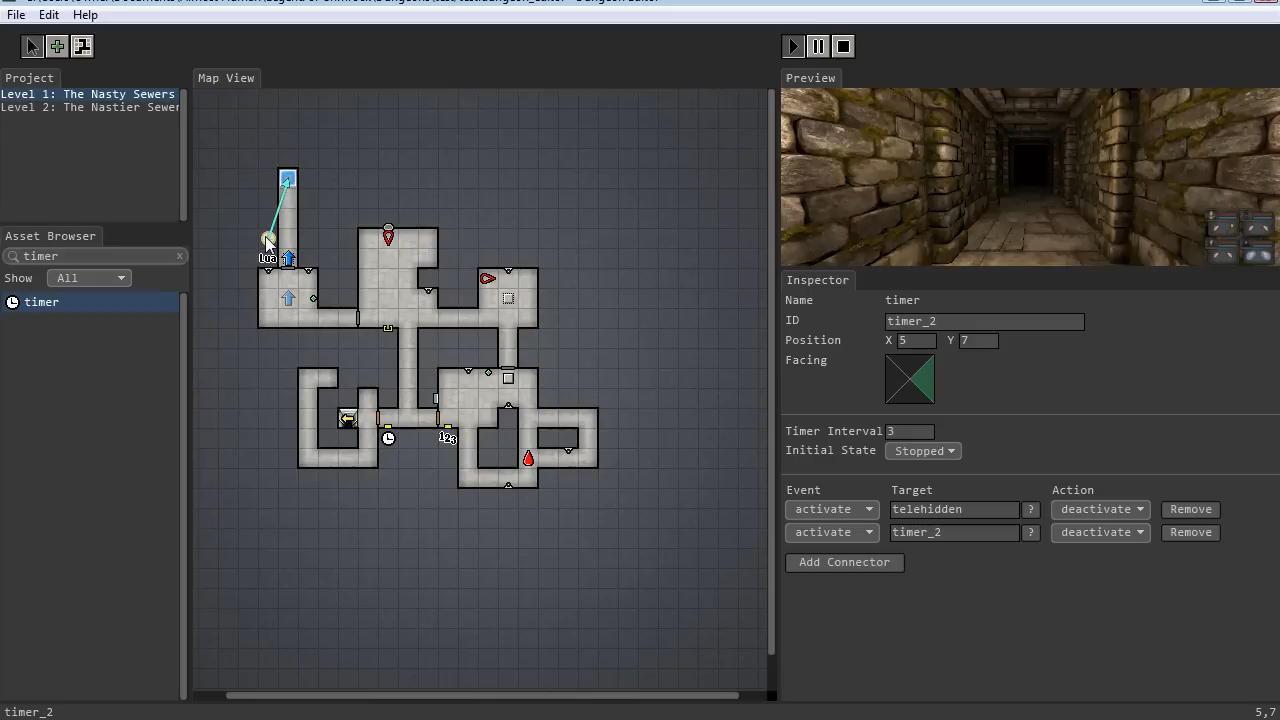 File Edit Help
Project
Map View
Preview
Level 1: The Nasty Sewers
Level 2: The Nastier Sewer
Asset Browser
timer x
Show All
timer
Lua
123
Inspector
Name timer
ID timer_2
Position X 5 Y 7
Facing
Timer Interval 3
Initial State Stopped
Event Target Action
activate telehidden ? deactivate Remove
activate timer_2 ? deactivate Remove
Add Connector
timer_2 5,7